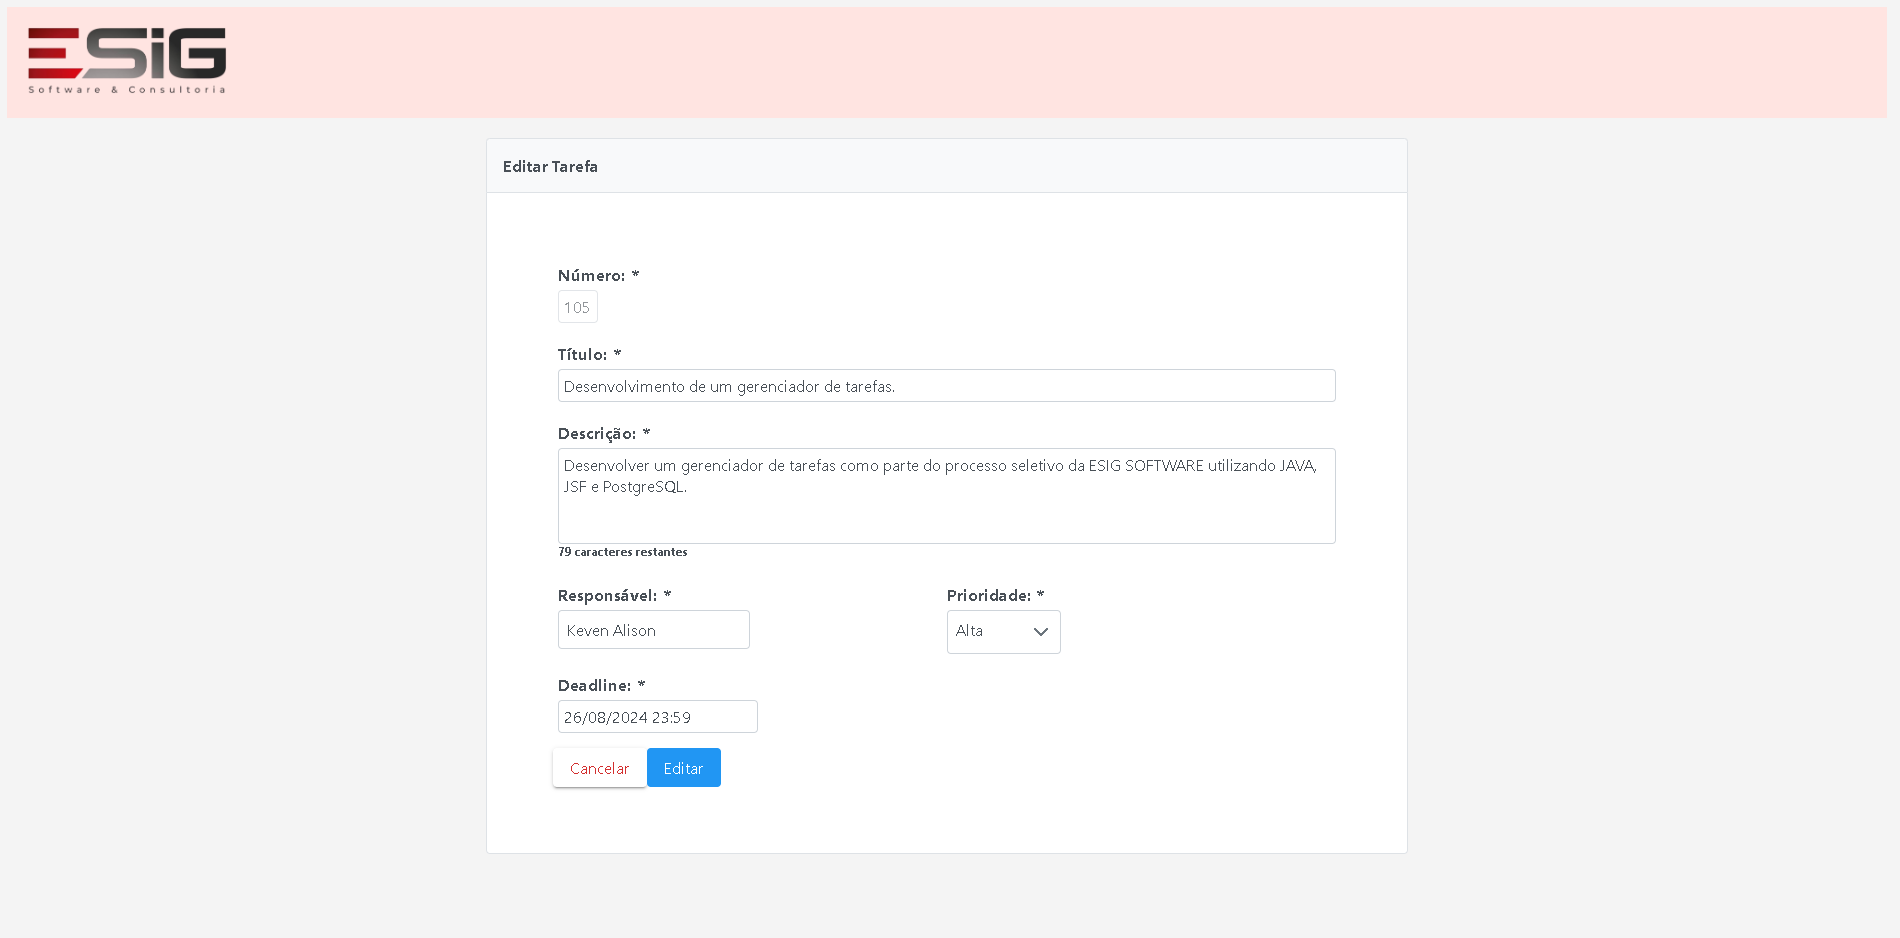 ESiG
Software & Consultoria
Editar Tarefa
Número: *
105
Título: *
Desenvolvimento de um gerenciador de tarefas.
Descrição: *
Desenvolver um gerenciador de tarefas como parte do processo seletivo da ESIG SOFTWARE utilizando JAVA,
JSF e PostgreSQL.
79 caracteres restantes
Responsável: *
Prioridade: *
Keven Alison
Alta
Deadline: *
26/08/2024 23:59
Cancelar
Editar